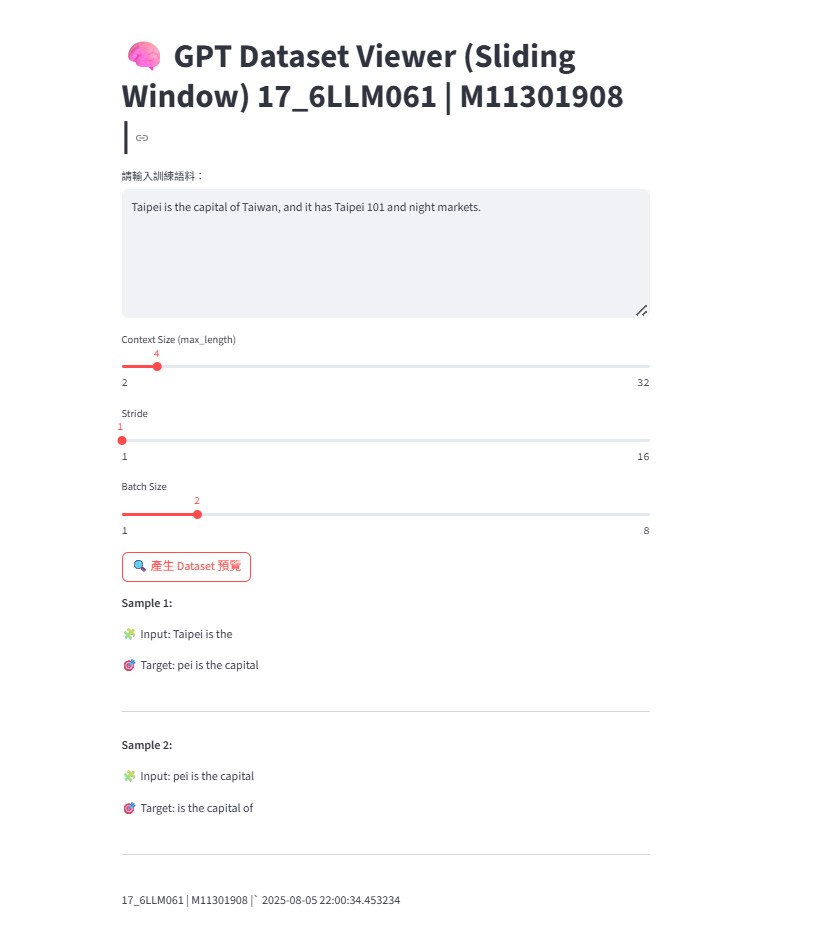 🧠 GPT Dataset Viewer (Sliding
Window) 17_6LLM061 | M11301908
|
請輸入訓練語料：
Taipei is the capital of Taiwan, and it has Taipei 101 and night markets.
Context Size (max_length)
4
2 32
Stride
1
1 16
Batch Size
2
1 8
🔍 產生 Dataset 預覽
Sample 1:
🧩 Input: Taipei is the
🎯 Target: pei is the capital
Sample 2:
🧩 Input: pei is the capital
🎯 Target: is the capital of
17_6LLM061 | M11301908 |` 2025-08-05 22:00:34.453234